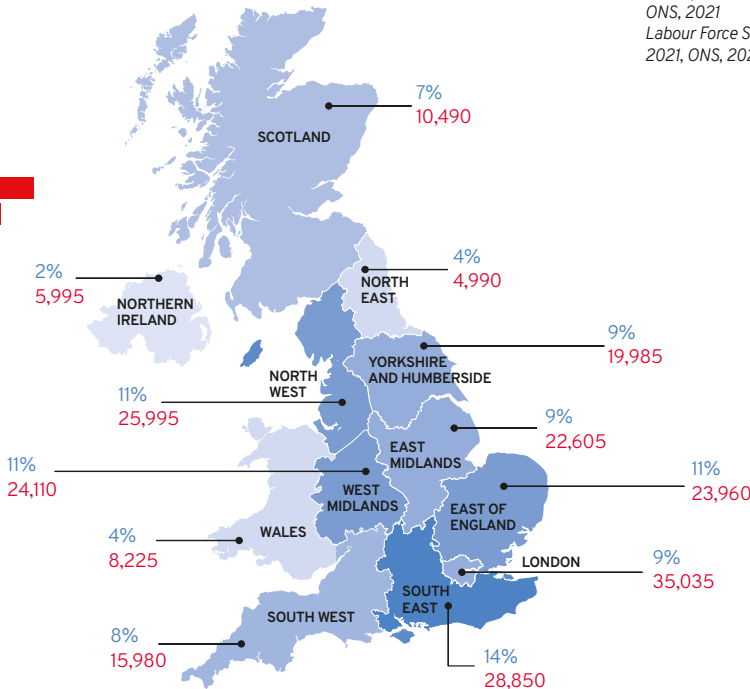 ONS, 2021
Labour Force S
2021, ONS, 202
7%
10,490
SCOTLAND
2%
5,995
NORTHERN
IRELAND
4%
4,990
NORTH
EAST
9%
19,985
YORKSHIRE
AND HUMBERSIDE
NORTH
WEST
11%
25,995
9%
22,605
EAST
MIDLANDS
11%
24,110
WEST
MIDLANDS
11%
23,960
EAST OF
ENGLAND
4%
8,225
WALES
LONDON
9%
35,035
SOUTH
EAST
SOUTH WEST
8%
15,980
14%
28,850